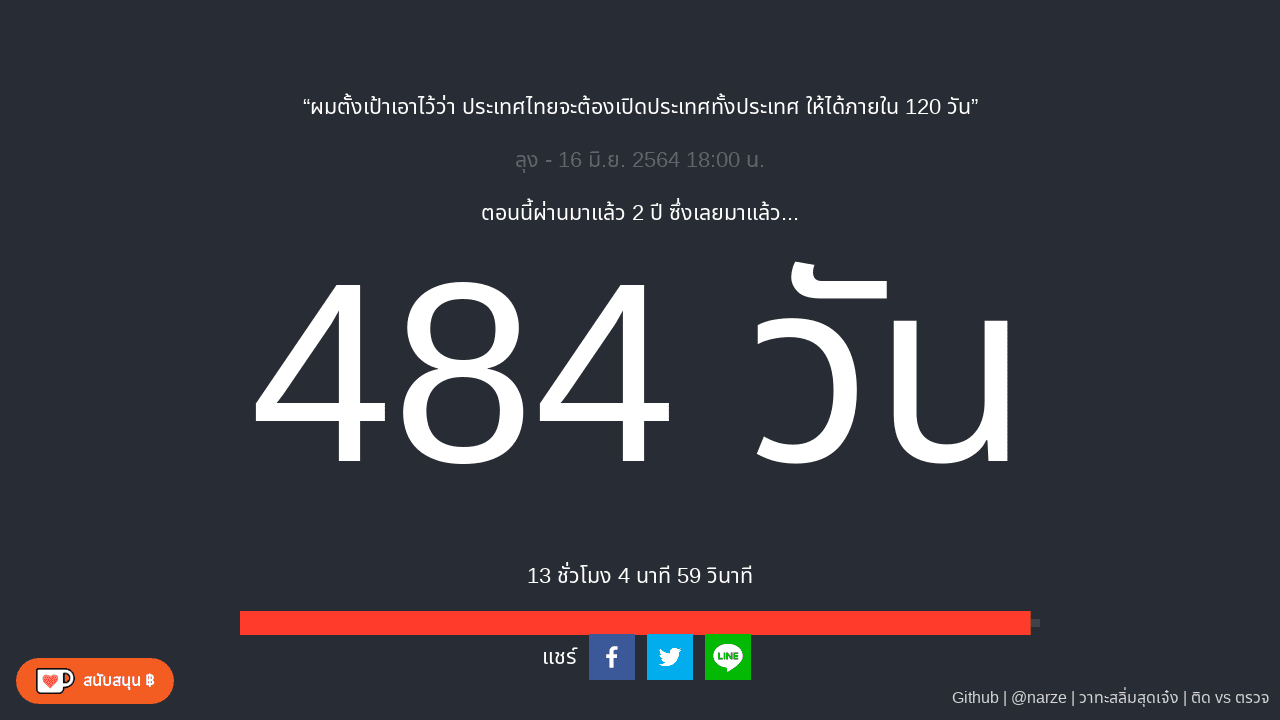 “ผมตั้งเป้าเอาไว้ว่า ประเทศไทยจะต้องเปิดประเทศทั้งประเทศ ให้ได้ภายใน 120 วัน”
ลุง - 16 มิ.ย. 2564 18:00 น.
ตอนนี้ผ่านมาแล้ว 2 ปี ซึ่งเลยมาแล้ว...
484 วัน
13 ชั่วโมง 4 นาที 59 วินาที
แชร์
LINE
สนับสนุน ฿
Github | @narze | วาทะสลิ่มสุดเจ๋ง | ติด vs ตรวจ